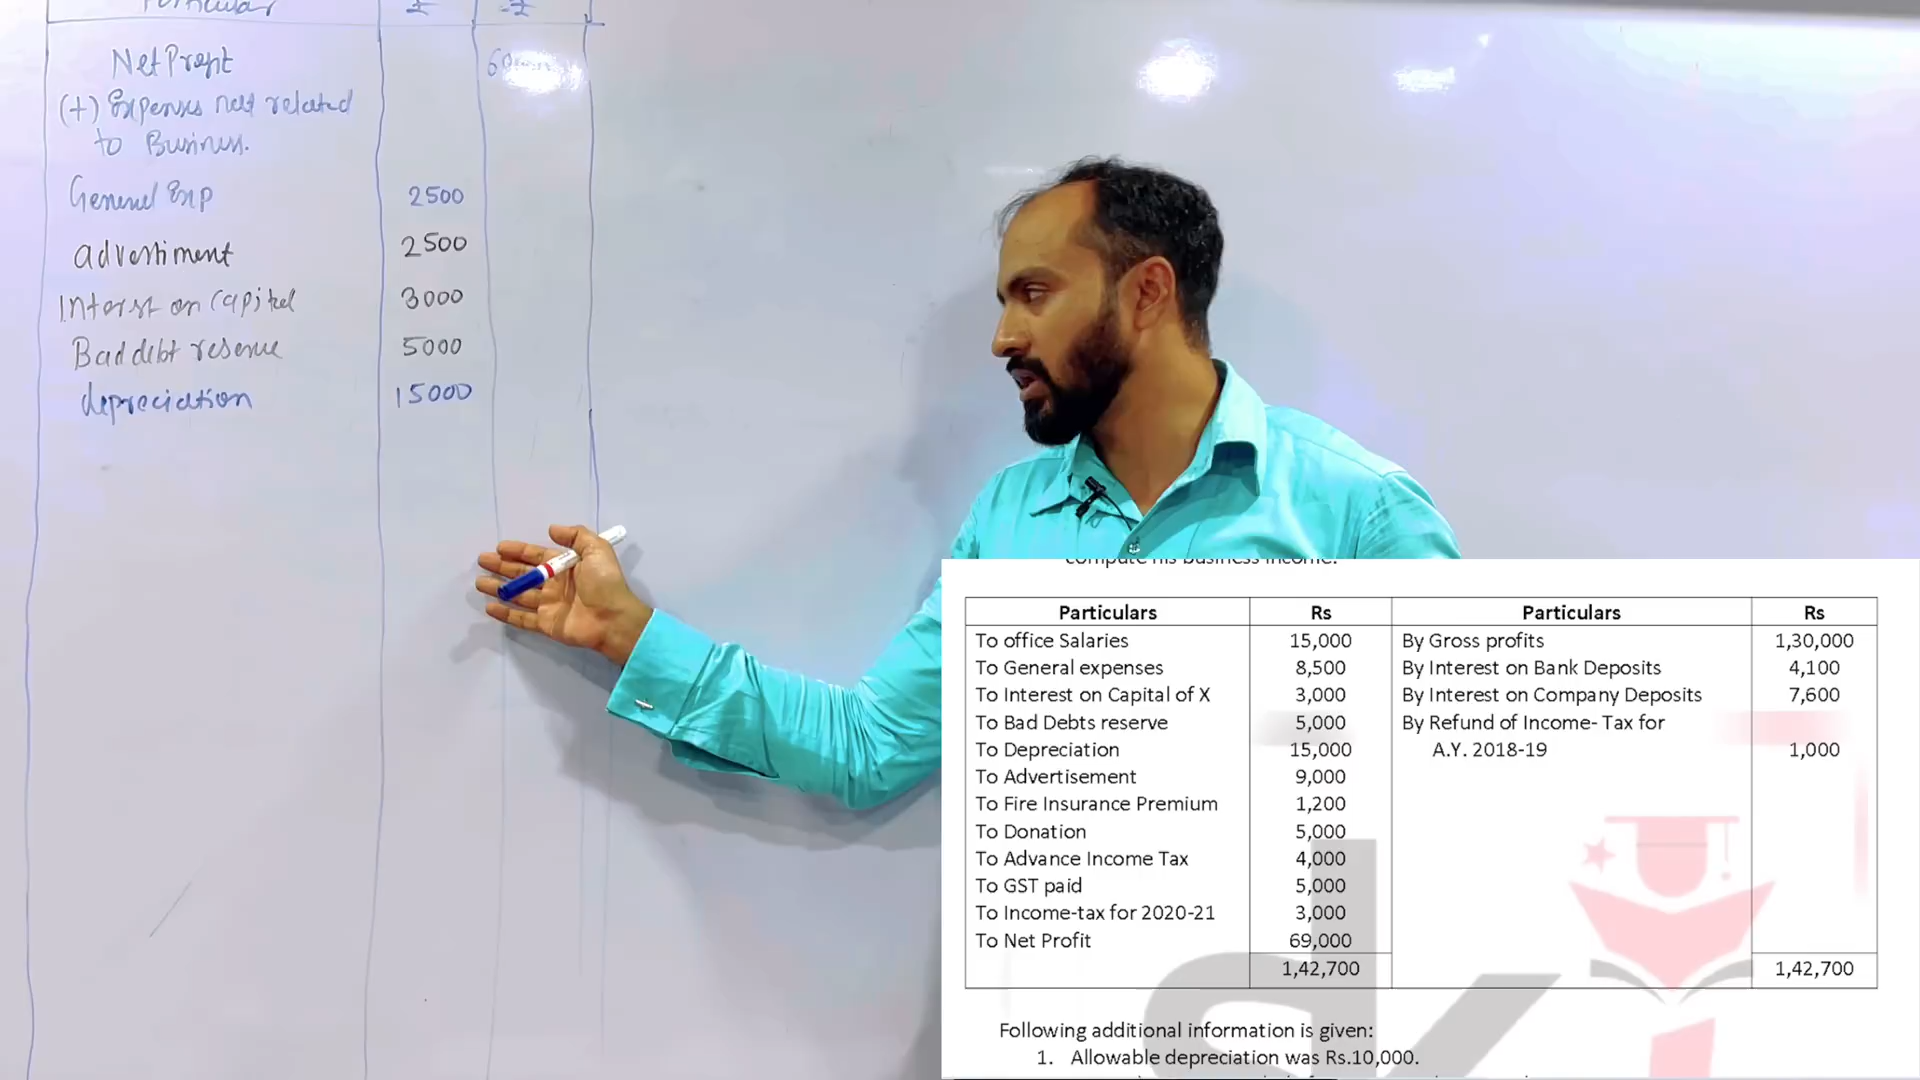 Particular ₹ ₹
Net Profit
(+) Expenses not related
to Business.
General Exp 2500
advertiment 2500
Interst on Capital 3000
Bad debt reserve 5000
depreciation 15000
compute his business income.
Particulars Rs Particulars Rs
To office Salaries 15,000 By Gross profits 1,30,000
To General expenses 8,500 By Interest on Bank Deposits 4,100
To Interest on Capital of X 3,000 By Interest on Company Deposits 7,600
To Bad Debts reserve 5,000 By Refund of Income- Tax for
To Depreciation 15,000 A.Y. 2018-19 1,000
To Advertisement 9,000
To Fire Insurance Premium 1,200
To Donation 5,000
To Advance Income Tax 4,000
To GST paid 5,000
To Income-tax for 2020-21 3,000
To Net Profit 69,000
1,42,700 1,42,700
Following additional information is given:
1. Allowable depreciation was Rs.10,000.